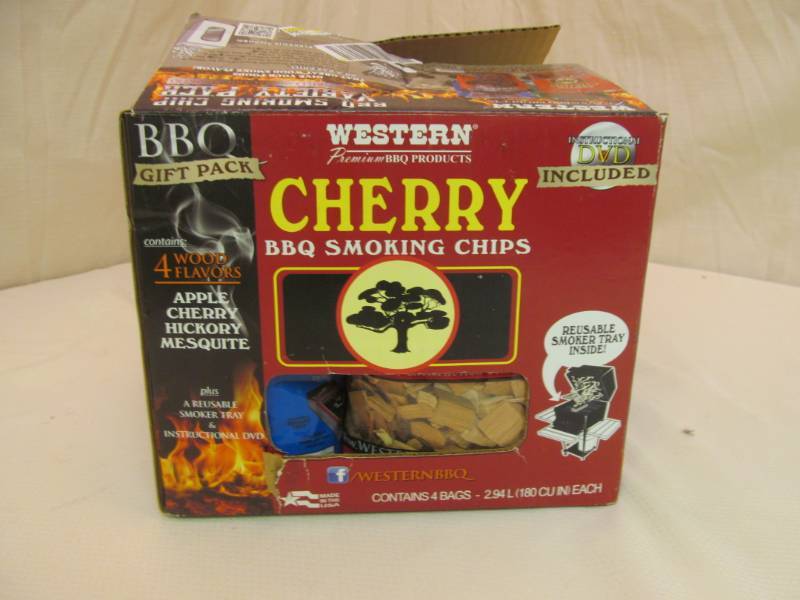 BBQ SMOKING CHIP
VARIETY PACK
WESTERN
BBQ
GIFT PACK
contains:
4 WOOD
FLAVORS
APPLE
CHERRY
HICKORY
MESQUITE
plus
A REUSABLE
SMOKER TRAY
&
INSTRUCTIONAL DVD
WESTERN®
Premium BBQ PRODUCTS
CHERRY
BBQ SMOKING CHIPS
INSTRUCTIONAL
DVD
INCLUDED
REUSABLE
SMOKER TRAY
INSIDE!
f /WESTERNBBQ
MADE
IN THE
USA
CONTAINS 4 BAGS - 2.94 L (180 CU IN) EACH